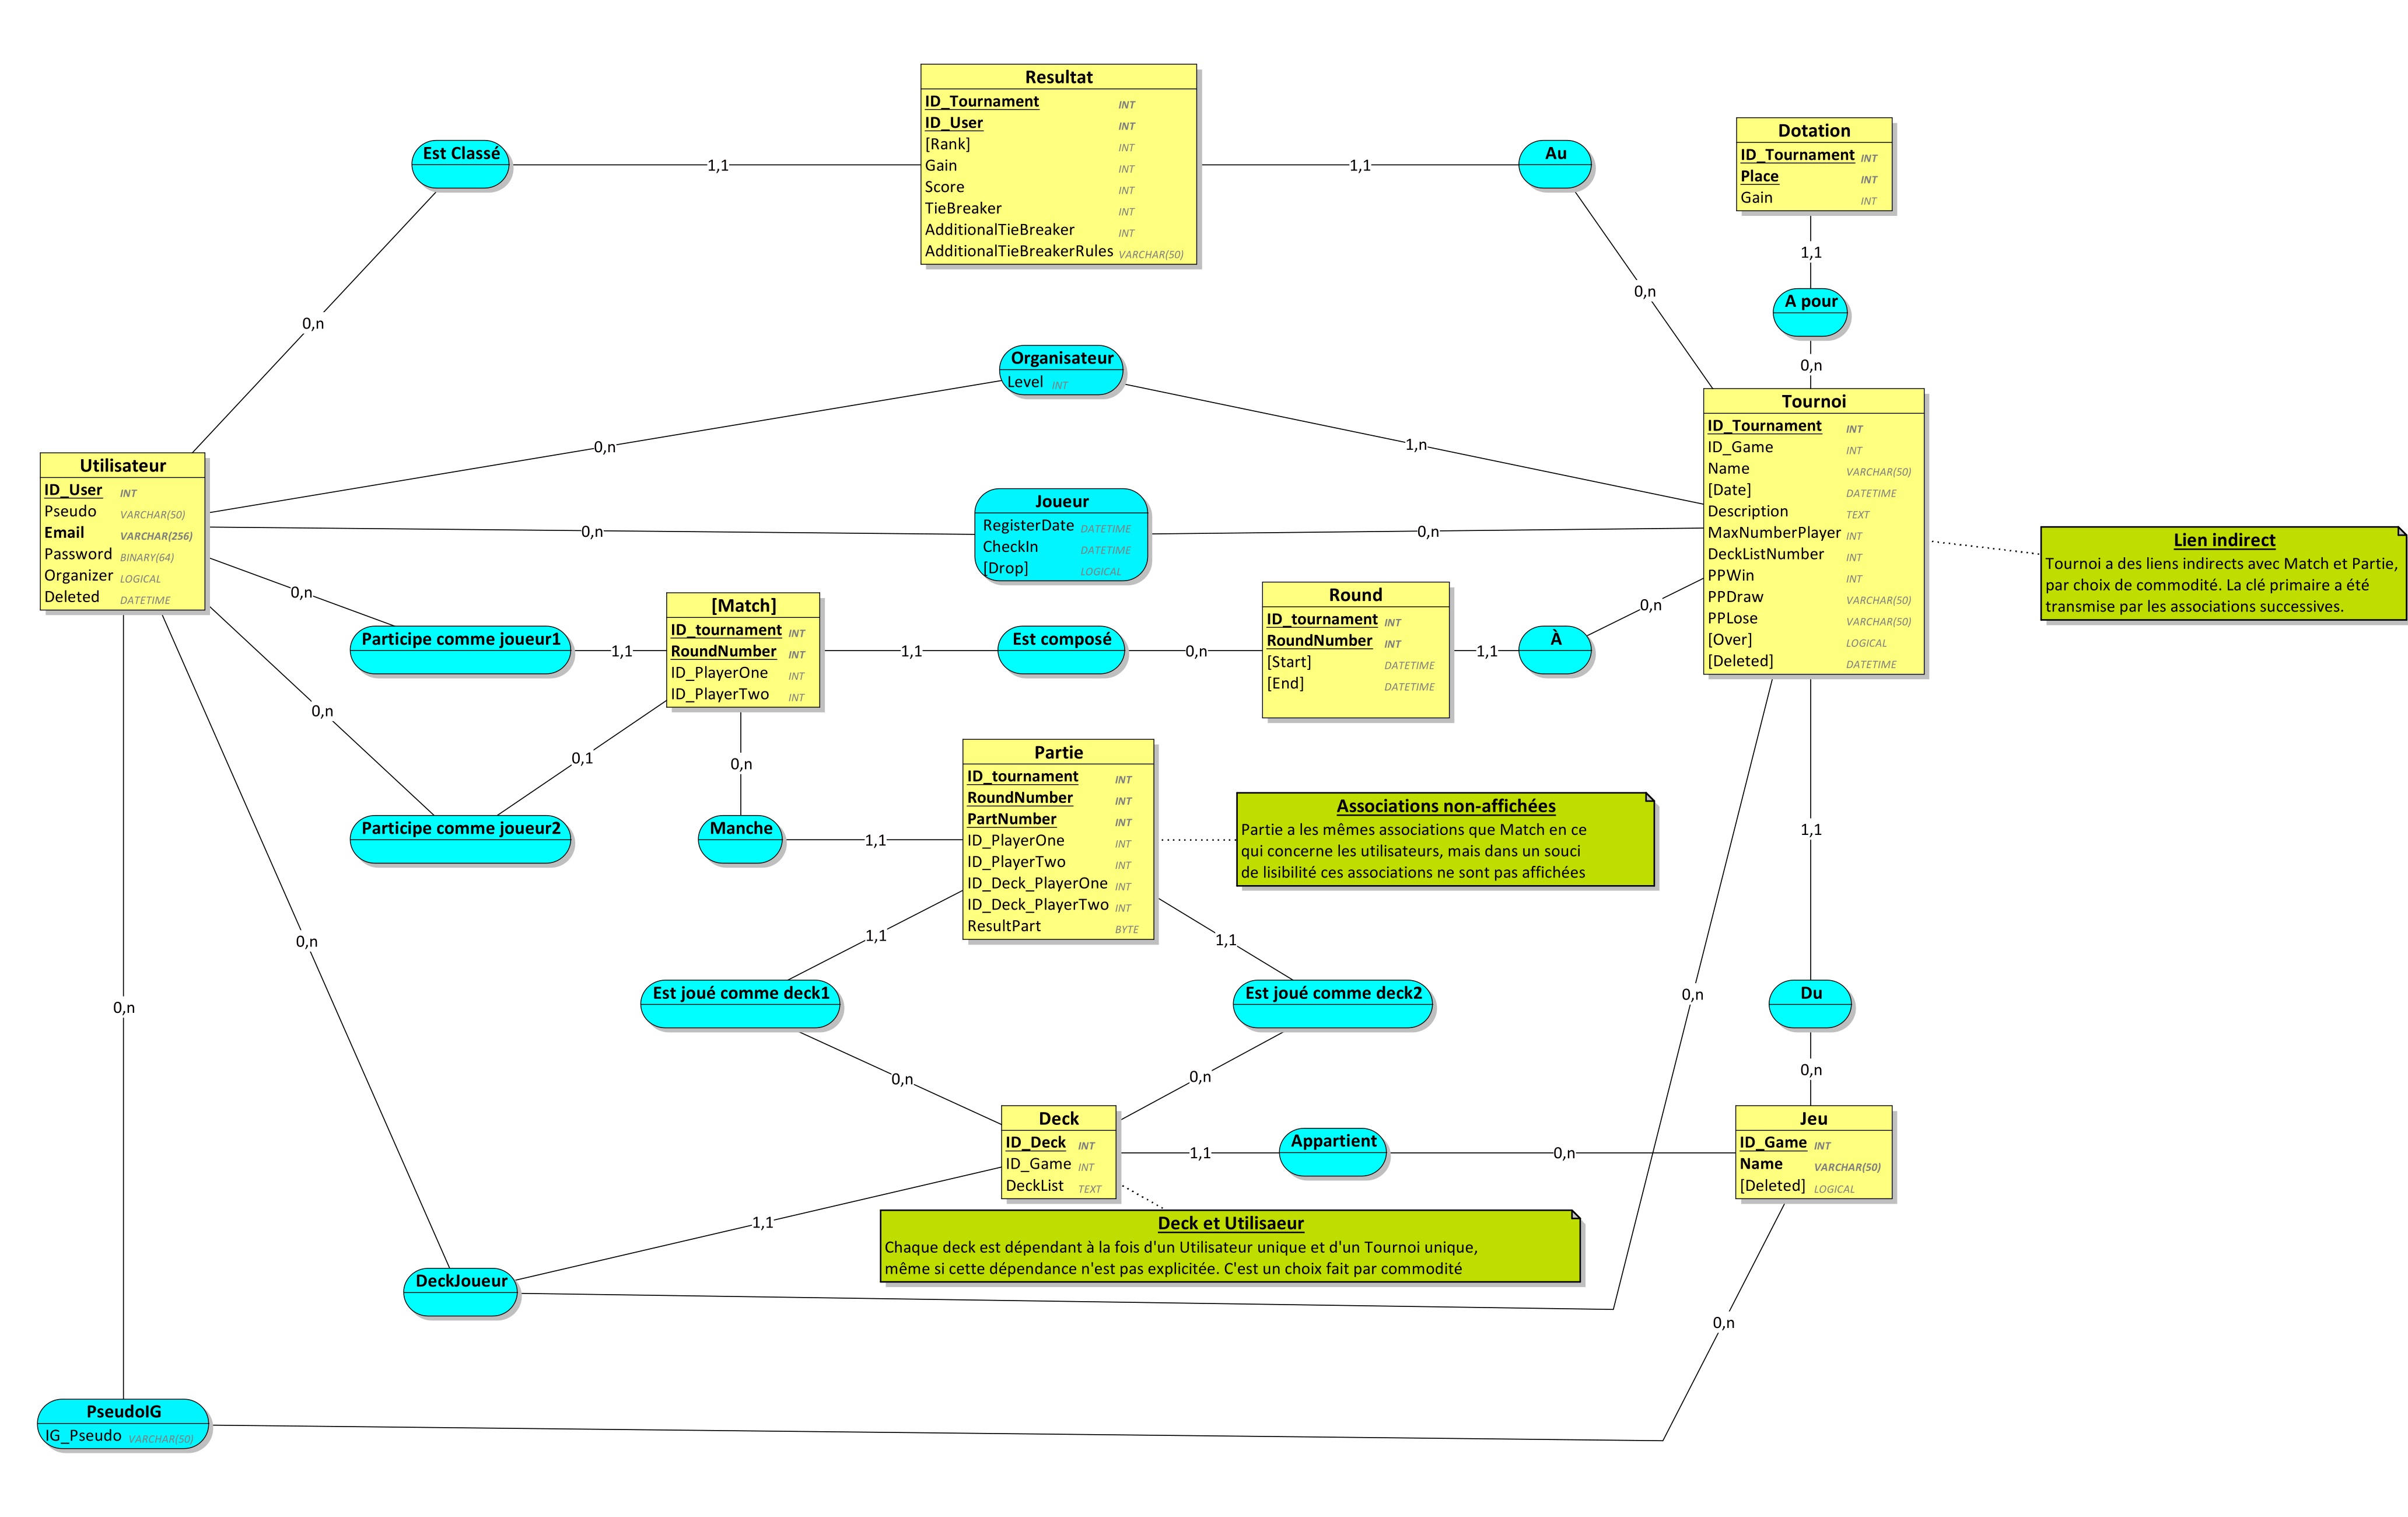 Resultat
ID_Tournament INT
ID_User INT
[Rank] INT
Gain INT
Score INT
TieBreaker INT
AdditionalTieBreaker INT
AdditionalTieBreakerRules VARCHAR(50)
Est Classé
1,1
1,1
Au
0,n
0,n
Dotation
ID_Tournament INT
Place INT
Gain INT
1,1
A pour
0,n
Organisateur
Level INT
0,n
1,n
Tournoi
ID_Tournament INT
ID_Game INT
Name VARCHAR(50)
[Date] DATETIME
Description TEXT
MaxNumberPlayer INT
DeckListNumber INT
PPWin INT
PPDraw VARCHAR(50)
PPLose VARCHAR(50)
[Over] LOGICAL
[Deleted] DATETIME
Utilisateur
ID_User INT
Pseudo VARCHAR(50)
Email VARCHAR(256)
Password BINARY(64)
Organizer LOGICAL
Deleted DATETIME
Joueur
RegisterDate DATETIME
CheckIn DATETIME
[Drop] LOGICAL
0,n
0,n
Lien indirect
Tournoi a des liens indirects avec Match et Partie,
par choix de commodité. La clé primaire a été
transmise par les associations successives.
0,n
Participe comme joueur1
1,1
[Match]
ID_tournament INT
RoundNumber INT
ID_PlayerOne INT
ID_PlayerTwo INT
1,1
Est composé
0,n
Round
ID_tournament INT
RoundNumber INT
[Start] DATETIME
[End] DATETIME
1,1
À
0,n
0,n
0,1
Participe comme joueur2
0,n
Manche
1,1
Partie
ID_tournament INT
RoundNumber INT
PartNumber INT
ID_PlayerOne INT
ID_PlayerTwo INT
ID_Deck_PlayerOne INT
ID_Deck_PlayerTwo INT
ResultPart BYTE
Associations non-affichées
Partie a les mêmes associations que Match en ce
qui concerne les utilisateurs, mais dans un souci
de lisibilité ces associations ne sont pas affichées
1,1
1,1
1,1
0,n
0,n
0,n
Est joué comme deck1
Est joué comme deck2
Du
0,n
0,n
0,n
Deck
ID_Deck INT
ID_Game INT
DeckList TEXT
1,1
Appartient
0,n
Jeu
ID_Game INT
Name VARCHAR(50)
[Deleted] LOGICAL
1,1
Deck et Utilisaeur
Chaque deck est dépendant à la fois d'un Utilisateur unique et d'un Tournoi unique,
même si cette dépendance n'est pas explicitée. C'est un choix fait par commodité
DeckJoueur
0,n
PseudoIG
IG_Pseudo VARCHAR(50)